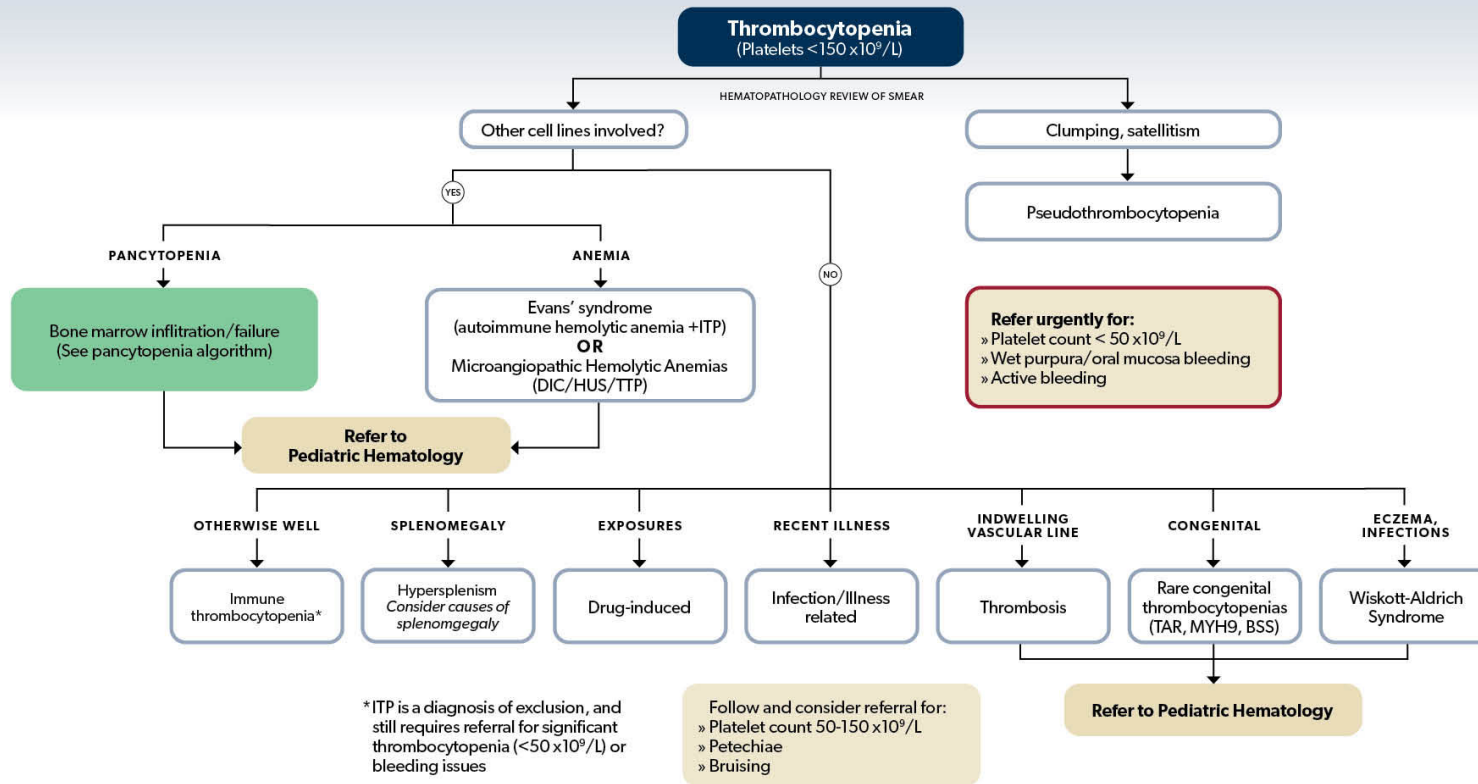 Thrombocytopenia
(Platelets <150 x10⁹/L)
HEMATOPATHOLOGY REVIEW OF SMEAR
Other cell lines involved?
Clumping, satellitism
YES
Pseudothrombocytopenia
PANCYTOPENIA
ANEMIA
NO
Bone marrow inflitration/failure
(See pancytopenia algorithm)
Evans' syndrome
(autoimmune hemolytic anemia +ITP)
OR
Microangiopathic Hemolytic Anemias
(DIC/HUS/TTP)
Refer urgently for:
» Platelet count < 50 x10⁹/L
» Wet purpura/oral mucosa bleeding
» Active bleeding
Refer to
Pediatric Hematology
OTHERWISE WELL
SPLENOMEGALY
EXPOSURES
RECENT ILLNESS
INDWELLING
VASCULAR LINE
CONGENITAL
ECZEMA,
INFECTIONS
Immune
thrombocytopenia*
Hypersplenism
Consider causes of
splenomgegaly
Drug-induced
Infection/Illness
related
Thrombosis
Rare congenital
thrombocytopenias
(TAR, MYH9, BSS)
Wiskott-Aldrich
Syndrome
*ITP is a diagnosis of exclusion, and
still requires referral for significant
thrombocytopenia (<50 x10⁹/L) or
bleeding issues
Follow and consider referral for:
» Platelet count 50-150 x10⁹/L
» Petechiae
» Bruising
Refer to Pediatric Hematology